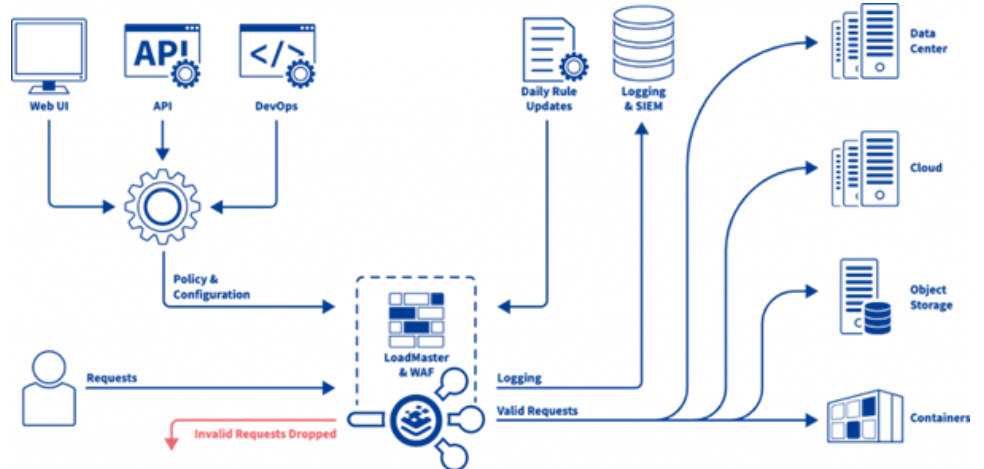 API
</>
Web UI
API
DevOps
Daily Rule
Updates
Logging
& SIEM
Data
Center
Cloud
Policy &
Configuration
Object
Storage
LoadMaster
& WAF
Requests
Logging
Valid Requests
Invalid Requests Dropped
Containers